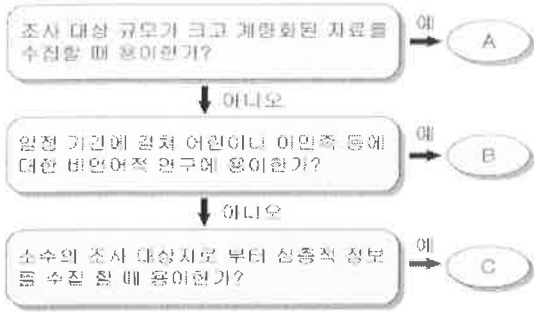 조사 대상 규모가 크고 계량화된 자료를
수집할 때 용이한가?
예
A
아니오
일정 기간에 걸쳐 어린이나 이민족 등에
대한 비언어적 연구에 용이한가?
예
B
아니오
소수의 조사 대상자로 부터 심층적 정보
를 수집 할 때 용이한가?
예
C